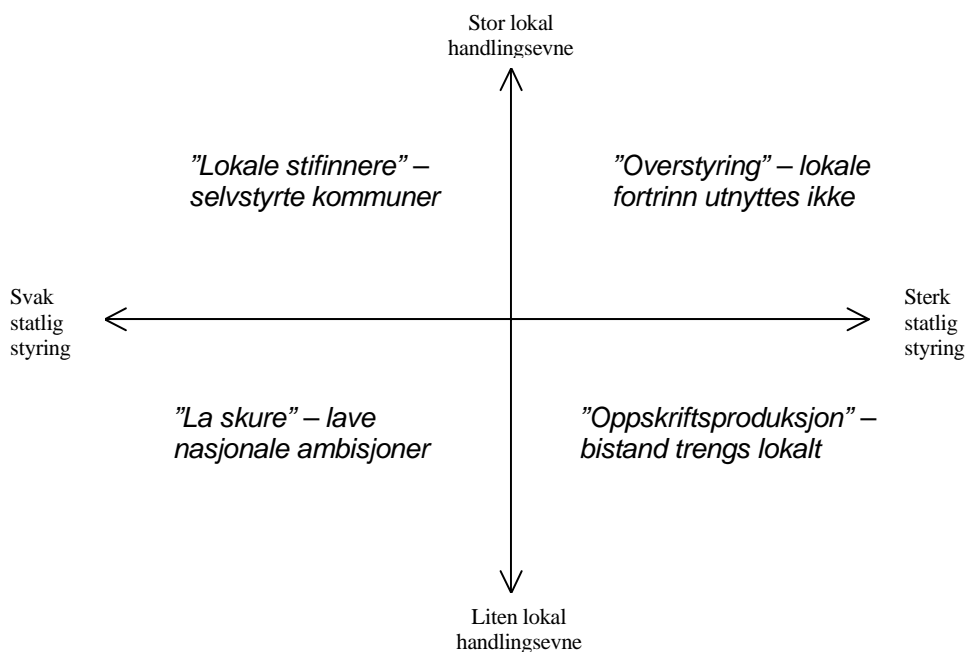 Stor lokal
handlingsevne
”Lokale stifinnere” –
selvstyrte kommuner
”Overstyring” – lokale
fortrinn utnyttes ikke
Svak
statlig
styring
Sterk
statlig
styring
”La skure” – lave
nasjonale ambisjoner
”Oppskriftsproduksjon” –
bistand trengs lokalt
Liten lokal
handlingsevne